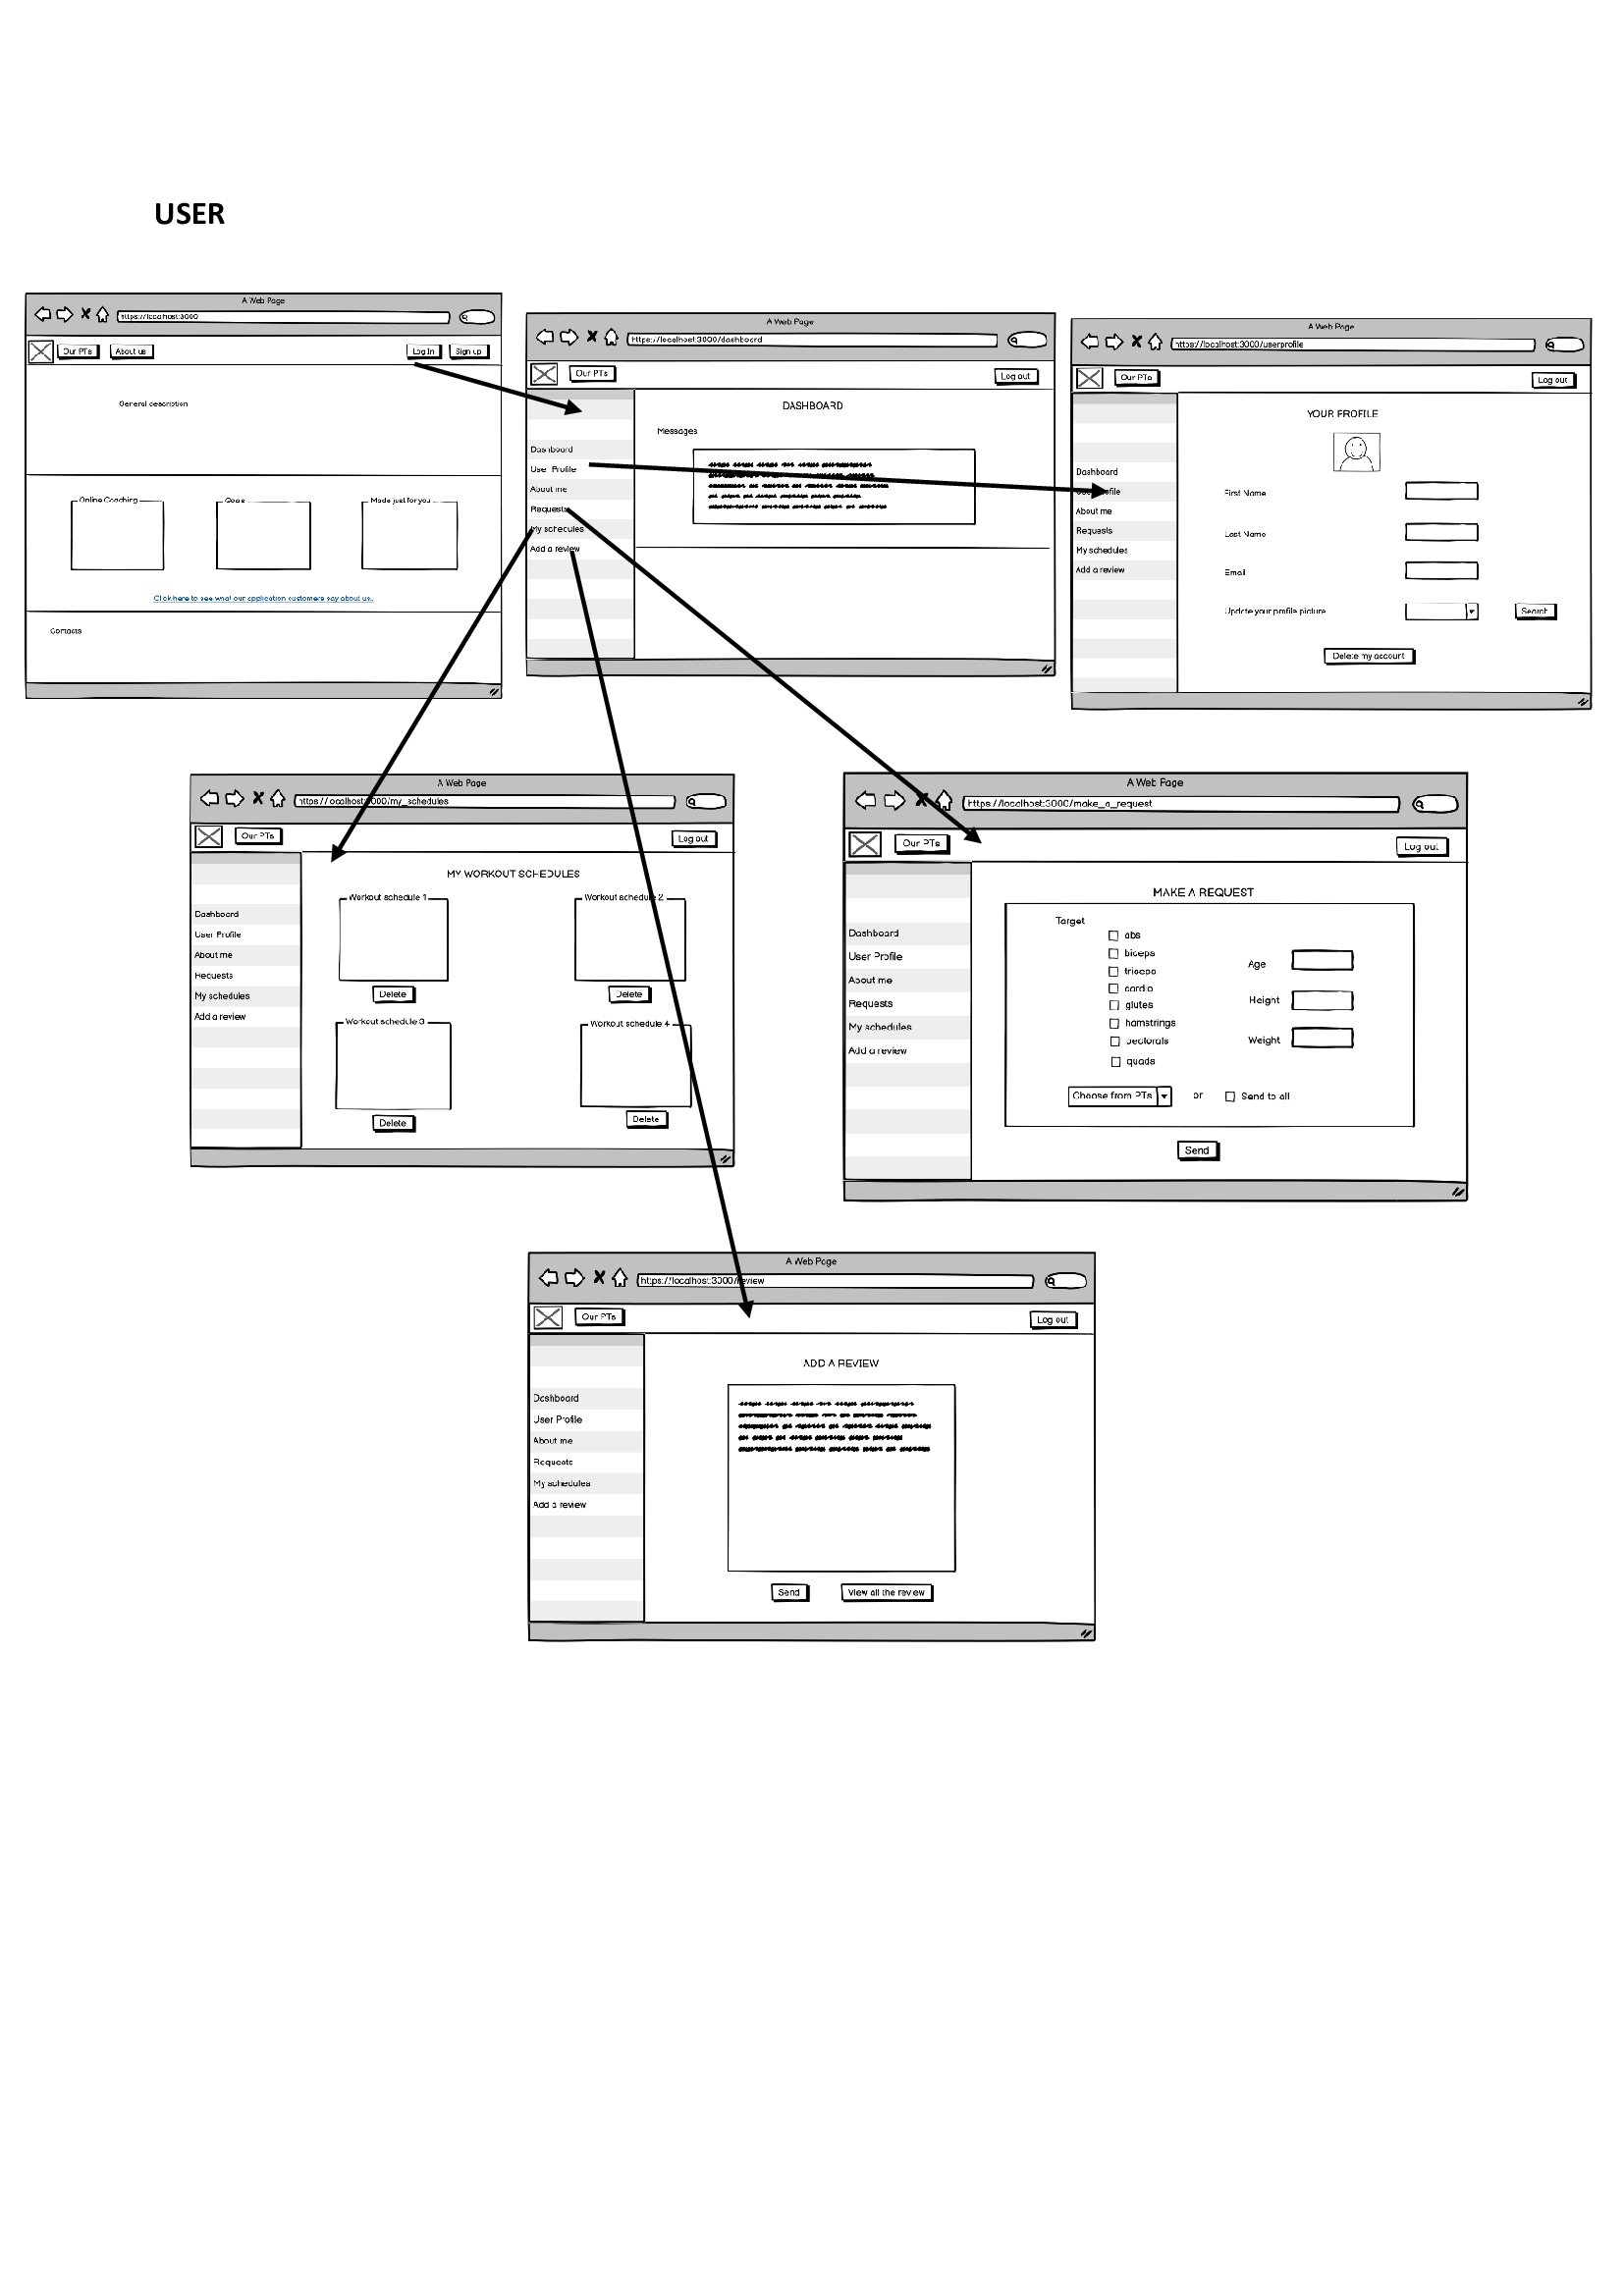 USER
A Web Page
https://localhost:3000
Our PTs
About us
Log In
Sign up
General description
Online Coaching
Made just for you
Click here to see what our application customers say about us..
Contacts
A Web Page
https://localhost:3000/dashboard
Our PTs
Log out
DASHBOARD
Messages
Dashboard
User Profile
About me
Requests
My schedules
Add a review
A Web Page
https://localhost:3000/userprofile
Our PTs
Log out
YOUR PROFILE
Dashboard
User Profile
About me
Requests
My schedules
Add a review
First Name
Last Name
Email
Update your profile picture
Search
Delete my account
A Web Page
https://localhost:3000/my_schedules
Our PTs
Log out
MY WORKOUT SCHEDULES
Dashboard
User Profile
About me
Requests
My schedules
Add a review
Workout schedule 1
Workout schedule 2
Delete
Delete
Workout schedule 3
Workout schedule 4
Delete
Delete
A Web Page
https://localhost:3000/make_a_request
Our PTs
Log out
MAKE A REQUEST
Dashboard
User Profile
About me
Requests
My schedules
Add a review
Target
abs
biceps
triceps
cardio
glutes
hamstrings
pectorals
quads
Age
Height
Weight
Choose from PTs
or
Send to all
Send
A Web Page
https://localhost:3000/review
Our PTs
Log out
ADD A REVIEW
Dashboard
User Profile
About me
Requests
My schedules
Add a review
Send
View all the review